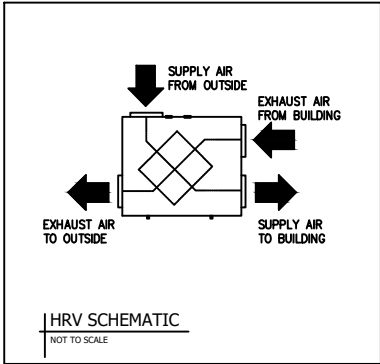 SUPPLY AIR
FROM OUTSIDE
EXHAUST AIR
FROM BUILDING
EXHAUST AIR
TO OUTSIDE
SUPPLY AIR
TO BUILDING
HRV SCHEMATIC
NOT TO SCALE